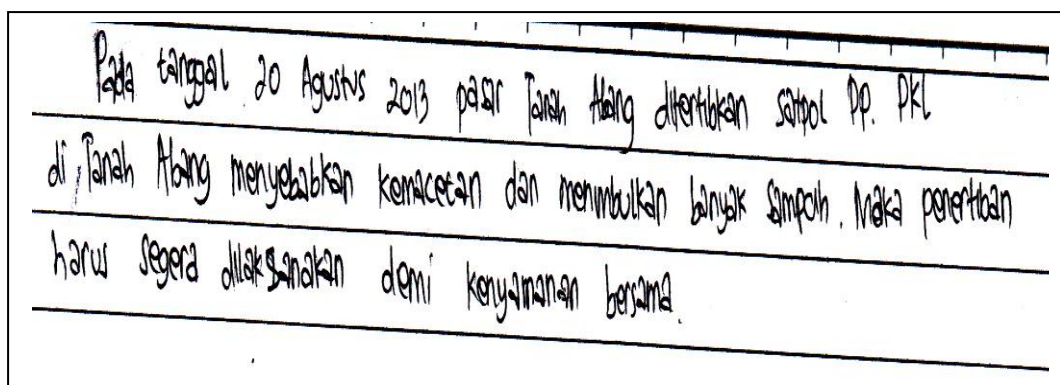 Pada tanggal 20 Agustus 2013 pasar Tanah Abang ditertibkan satpol PP. PKL
di Tanah Abang menyebabkan kemacetan dan menimbulkan banyak sampah. Maka penertiban
harus segera dilaksanakan demi kenyamanan bersama.